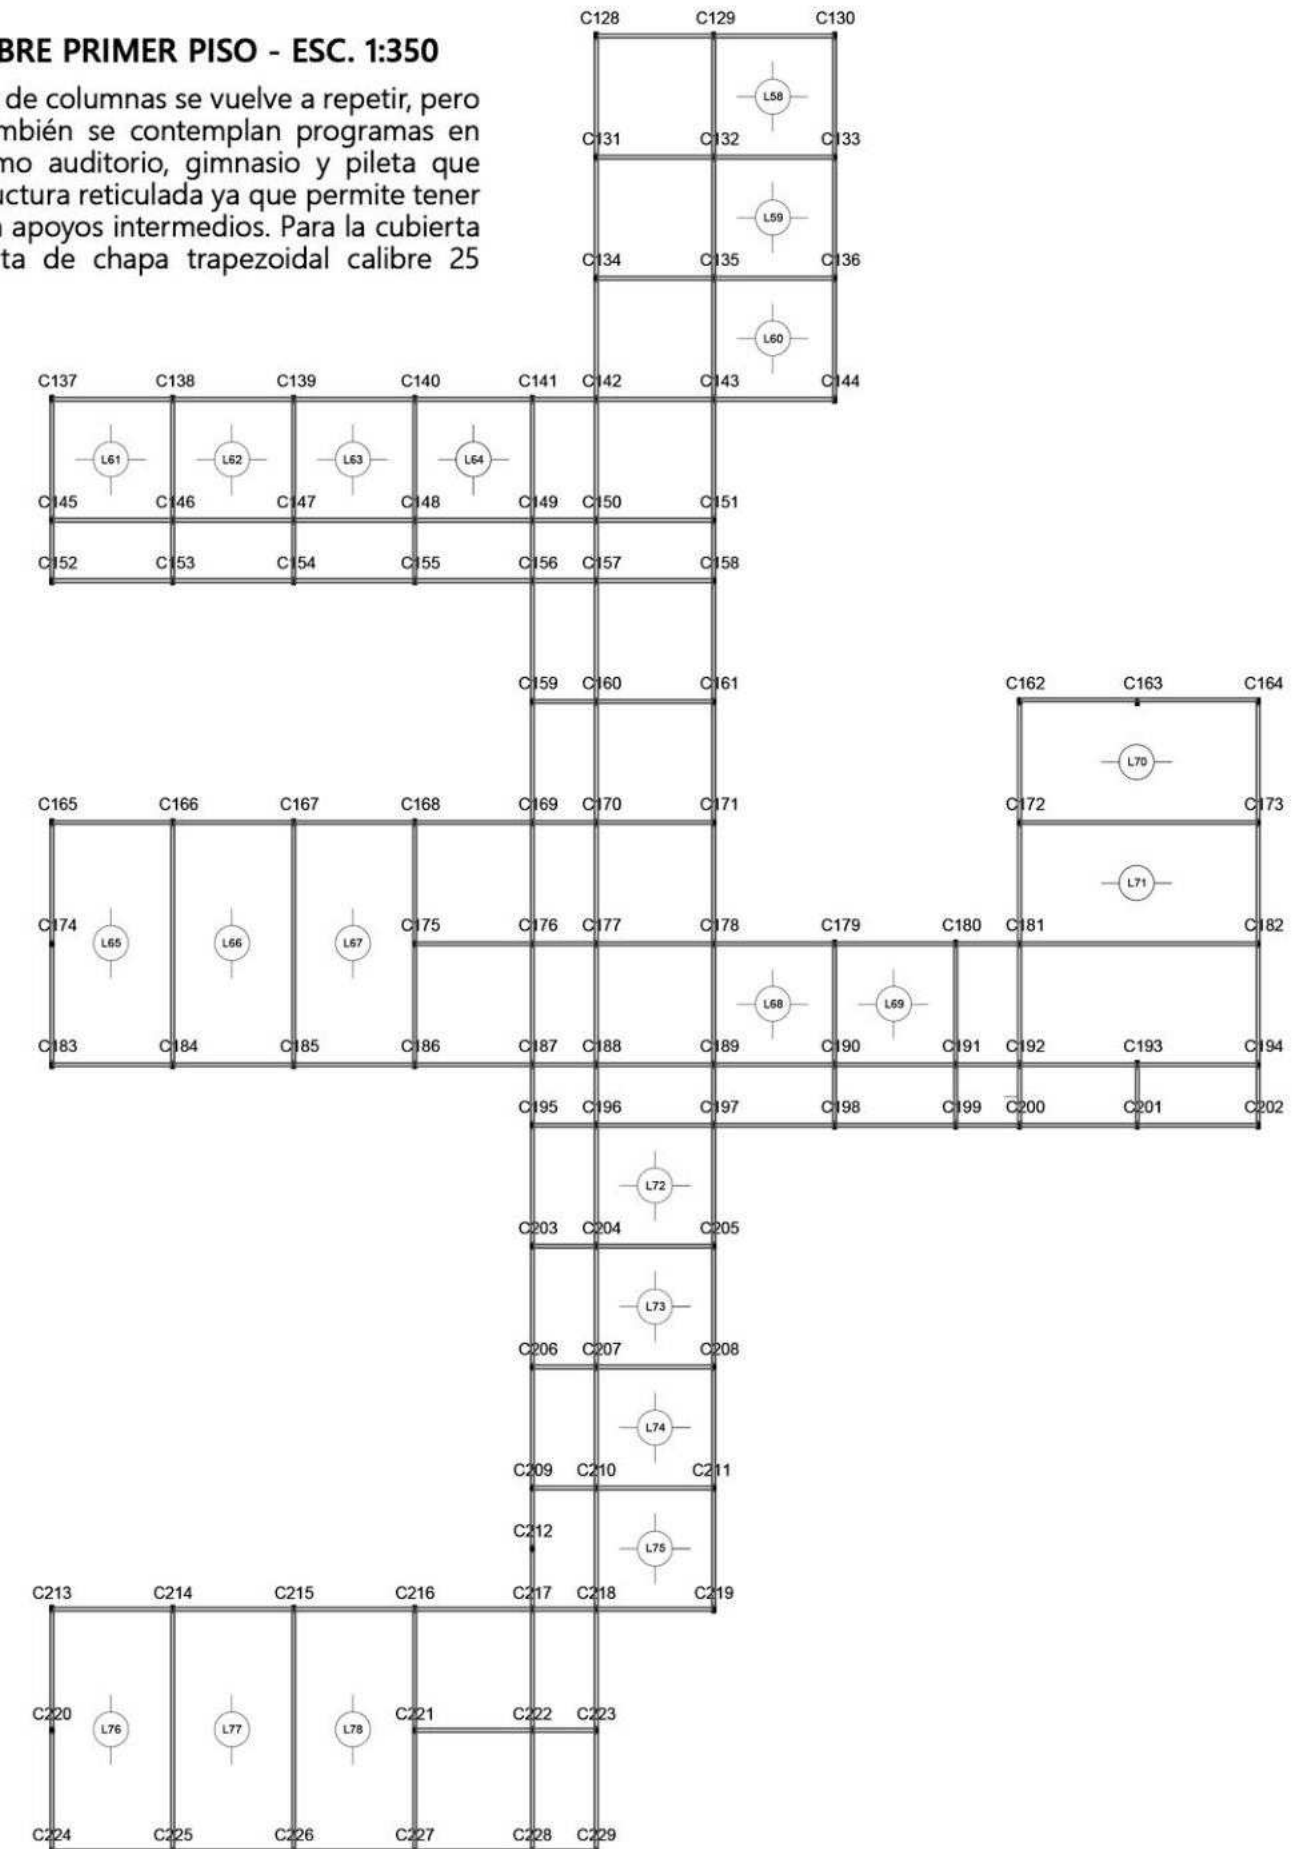 BRE PRIMER PISO - ESC. 1:350
de columnas se vuelve a repetir, pero
mbién se contemplan programas en
mo auditorio, gimnasio y pileta que
uctura reticulada ya que permite tener
apoyos intermedios. Para la cubierta
ta de chapa trapezoidal calibre 25
C128 C129 C130
L58
C131 C132 C133
L59
C134 C135 C136
L60
C137 C138 C139 C140 C141 C142 C143 C144
L61 L62 L63 L64
C145 C146 C147 C148 C149 C150 C151
C152 C153 C154 C155 C156 C157 C158
C159 C160 C161 C162 C163 C164
L70
C165 C166 C167 C168 C169 C170 C171 C172 C173
L71
C174 C175 C176 C177 C178 C179 C180 C181 C182
L65 L66 L67
L68 L69
C183 C184 C185 C186 C187 C188 C189 C190 C191 C192 C193 C194
C195 C196 C197 C198 C199 C200 C201 C202
L72
C203 C204 C205
L73
C206 C207 C208
L74
C209 C210 C211
C212
L75
C213 C214 C215 C216 C217 C218 C219
C220 C221 C222 C223
L76 L77 L78
C224 C225 C226 C227 C228 C229